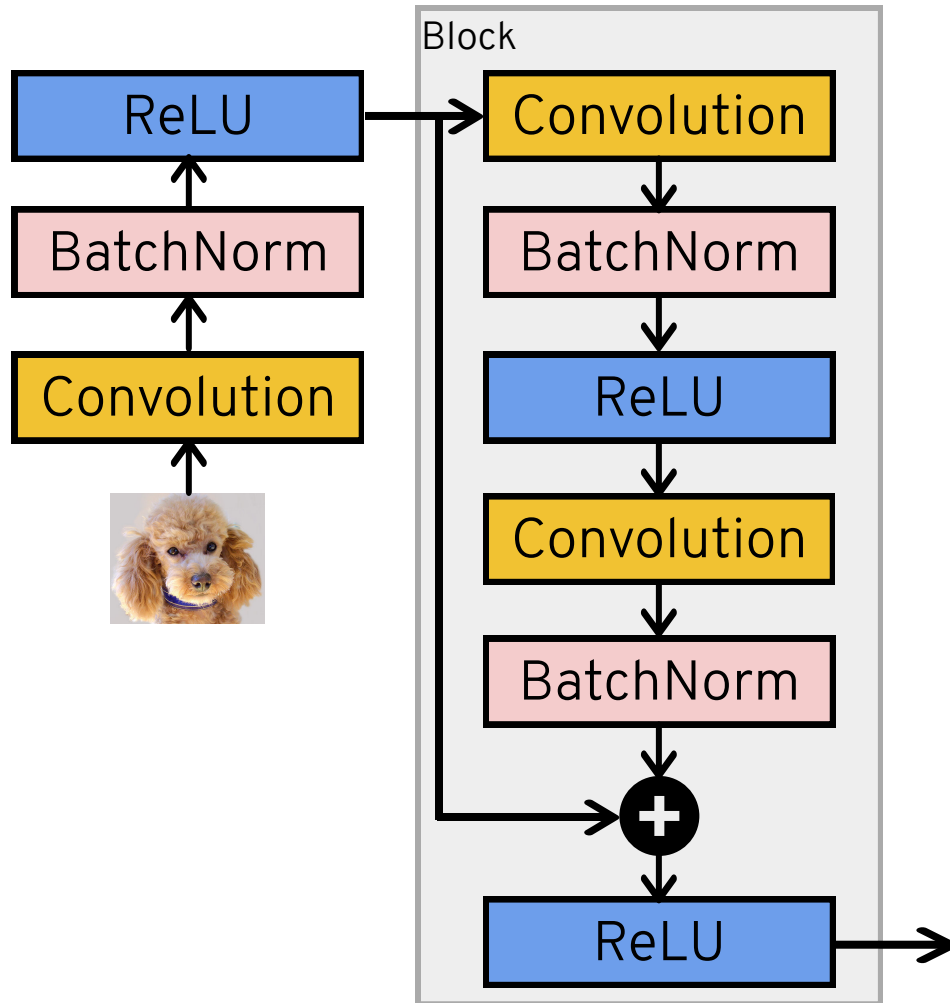 Block
ReLU
BatchNorm
Convolution
Convolution
BatchNorm
ReLU
Convolution
BatchNorm
+
ReLU